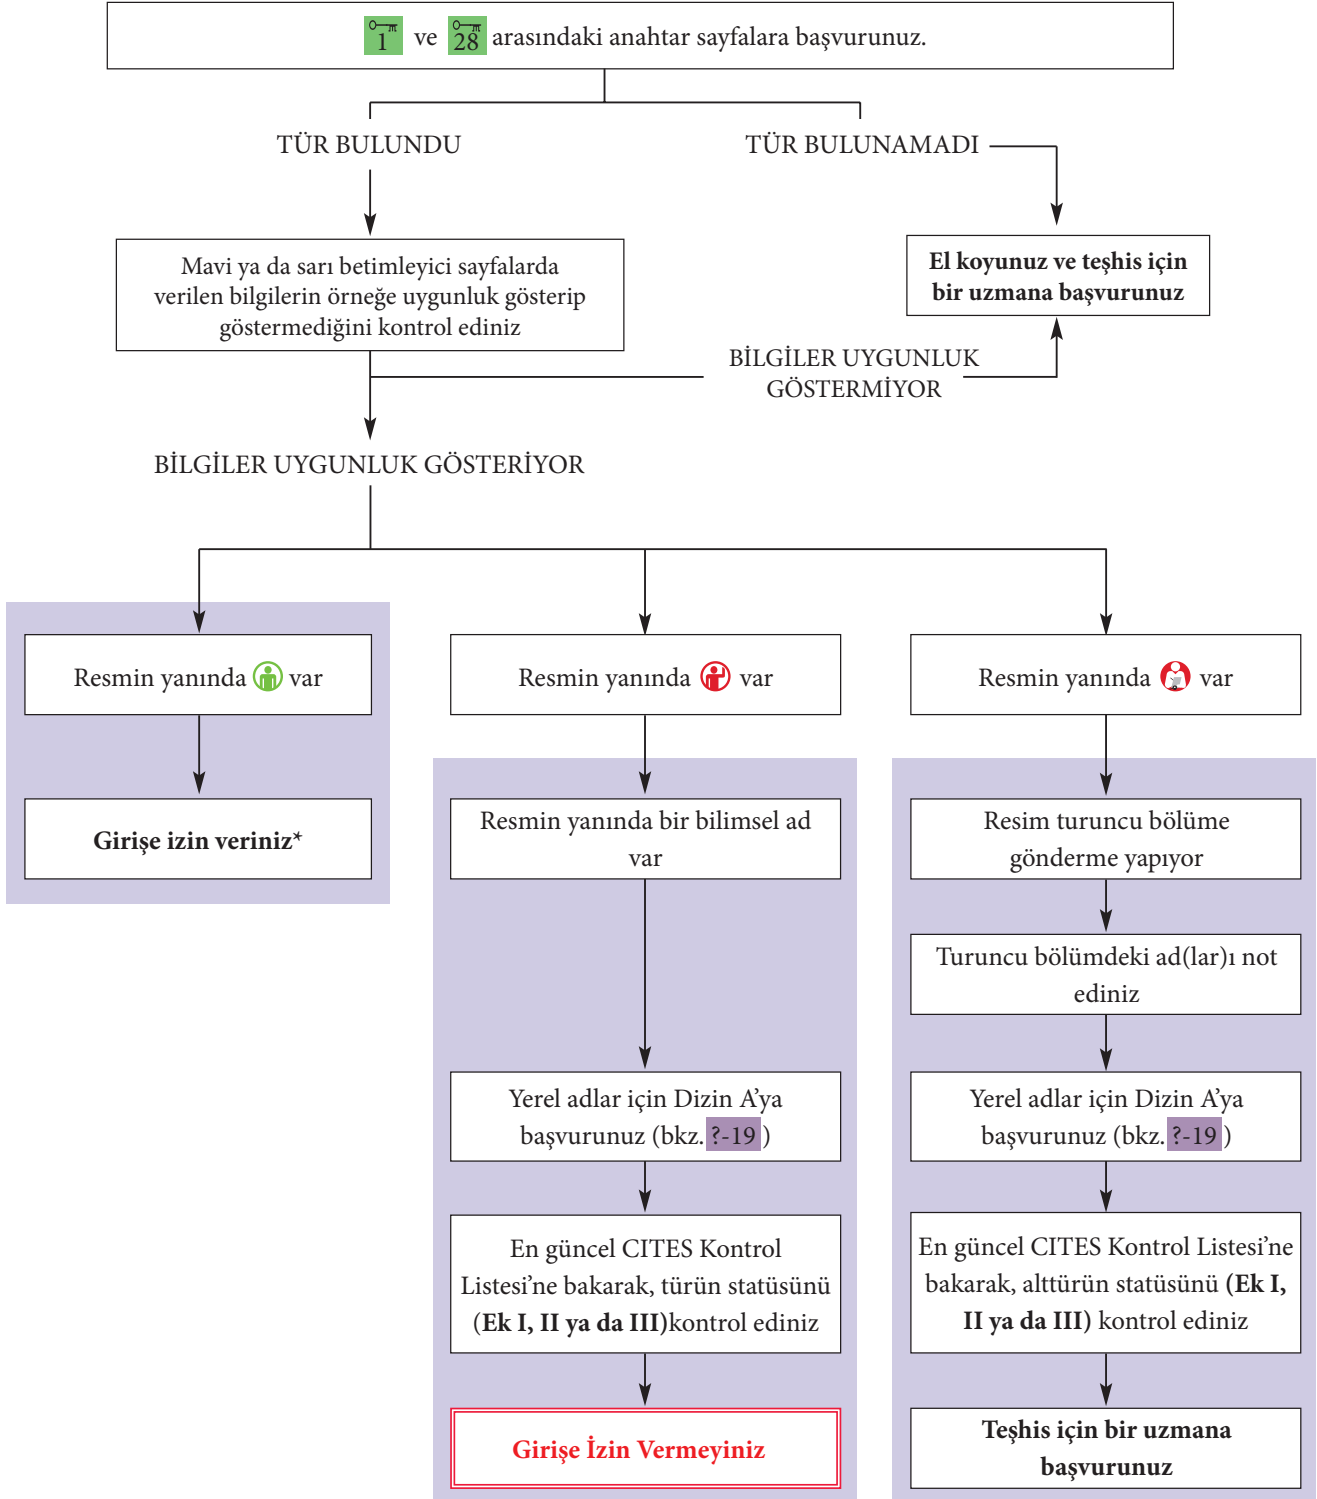 1 ve 28 arasındaki anahtar sayfalara başvurunuz.
TÜR BULUNDU
TÜR BULUNAMADI
Mavi ya da sarı betimleyici sayfalarda
verilen bilgilerin örneğe uygunluk gösterip
göstermediğini kontrol ediniz
El koyunuz ve teşhis için
bir uzmana başvurunuz
BİLGİLER UYGUNLUK
GÖSTERMİYOR
BİLGİLER UYGUNLUK GÖSTERİYOR
Resmin yanında var
Girişe izin veriniz*
Resmin yanında var
Resmin yanında bir bilimsel ad
var
Yerel adlar için Dizin A’ya
başvurunuz (bkz. ?-19 )
En güncel CITES Kontrol
Listesi’ne bakarak, türün statüsünü
(Ek I, II ya da III)kontrol ediniz
Girişe İzin Vermeyiniz
Resmin yanında var
Resim turuncu bölüme
gönderme yapıyor
Turuncu bölümdeki ad(lar)ı not
ediniz
Yerel adlar için Dizin A’ya
başvurunuz (bkz. ?-19 )
En güncel CITES Kontrol Listesi’ne
bakarak, alttürün statüsünü (Ek I,
II ya da III) kontrol ediniz
Teşhis için bir uzmana
başvurunuz